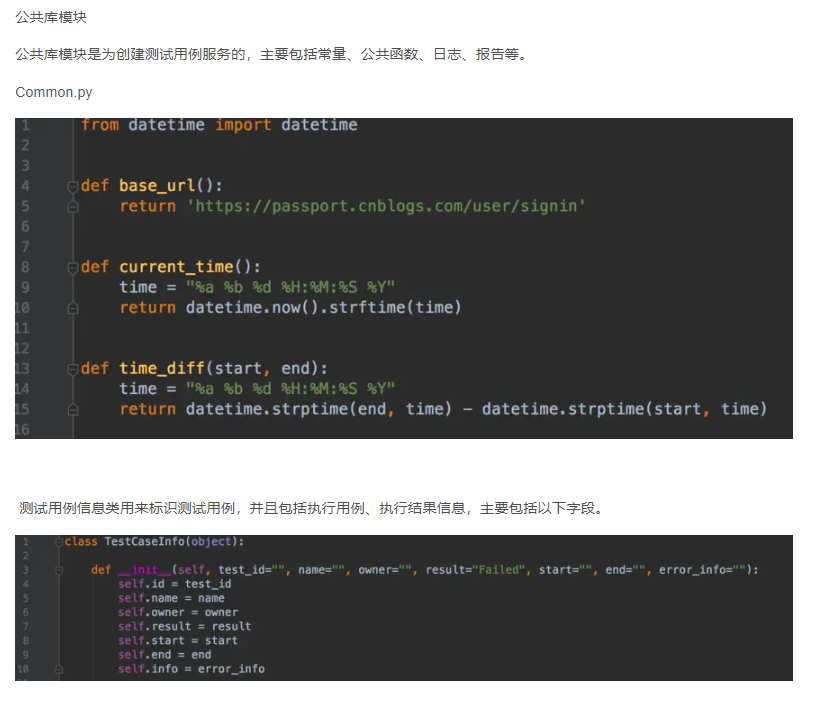 公共库模块
公共库模块是为创建测试用例服务的，主要包括常量、公共函数、日志、报告等。
Common.py
1 from datetime import datetime
2
3
4 def base_url():
5     return 'https://passport.cnblogs.com/user/signin'
6
7
8 def current_time():
9     time = "%a %b %d %H:%M:%S %Y"
10     return datetime.now().strftime(time)
11
12
13 def time_diff(start, end):
14     time = "%a %b %d %H:%M:%S %Y"
15     return datetime.strptime(end, time) - datetime.strptime(start, time)
16
测试用例信息类用来标识测试用例，并且包括执行用例、执行结果信息，主要包括以下字段。
1 class TestCaseInfo(object):
2
3     def __init__(self, test_id="", name="", owner="", result="Failed", start="", end="", error_info=""):
4         self.id = test_id
5         self.name = name
6         self.owner = owner
7         self.result = result
8         self.start = start
9         self.end = end
10         self.info = error_info